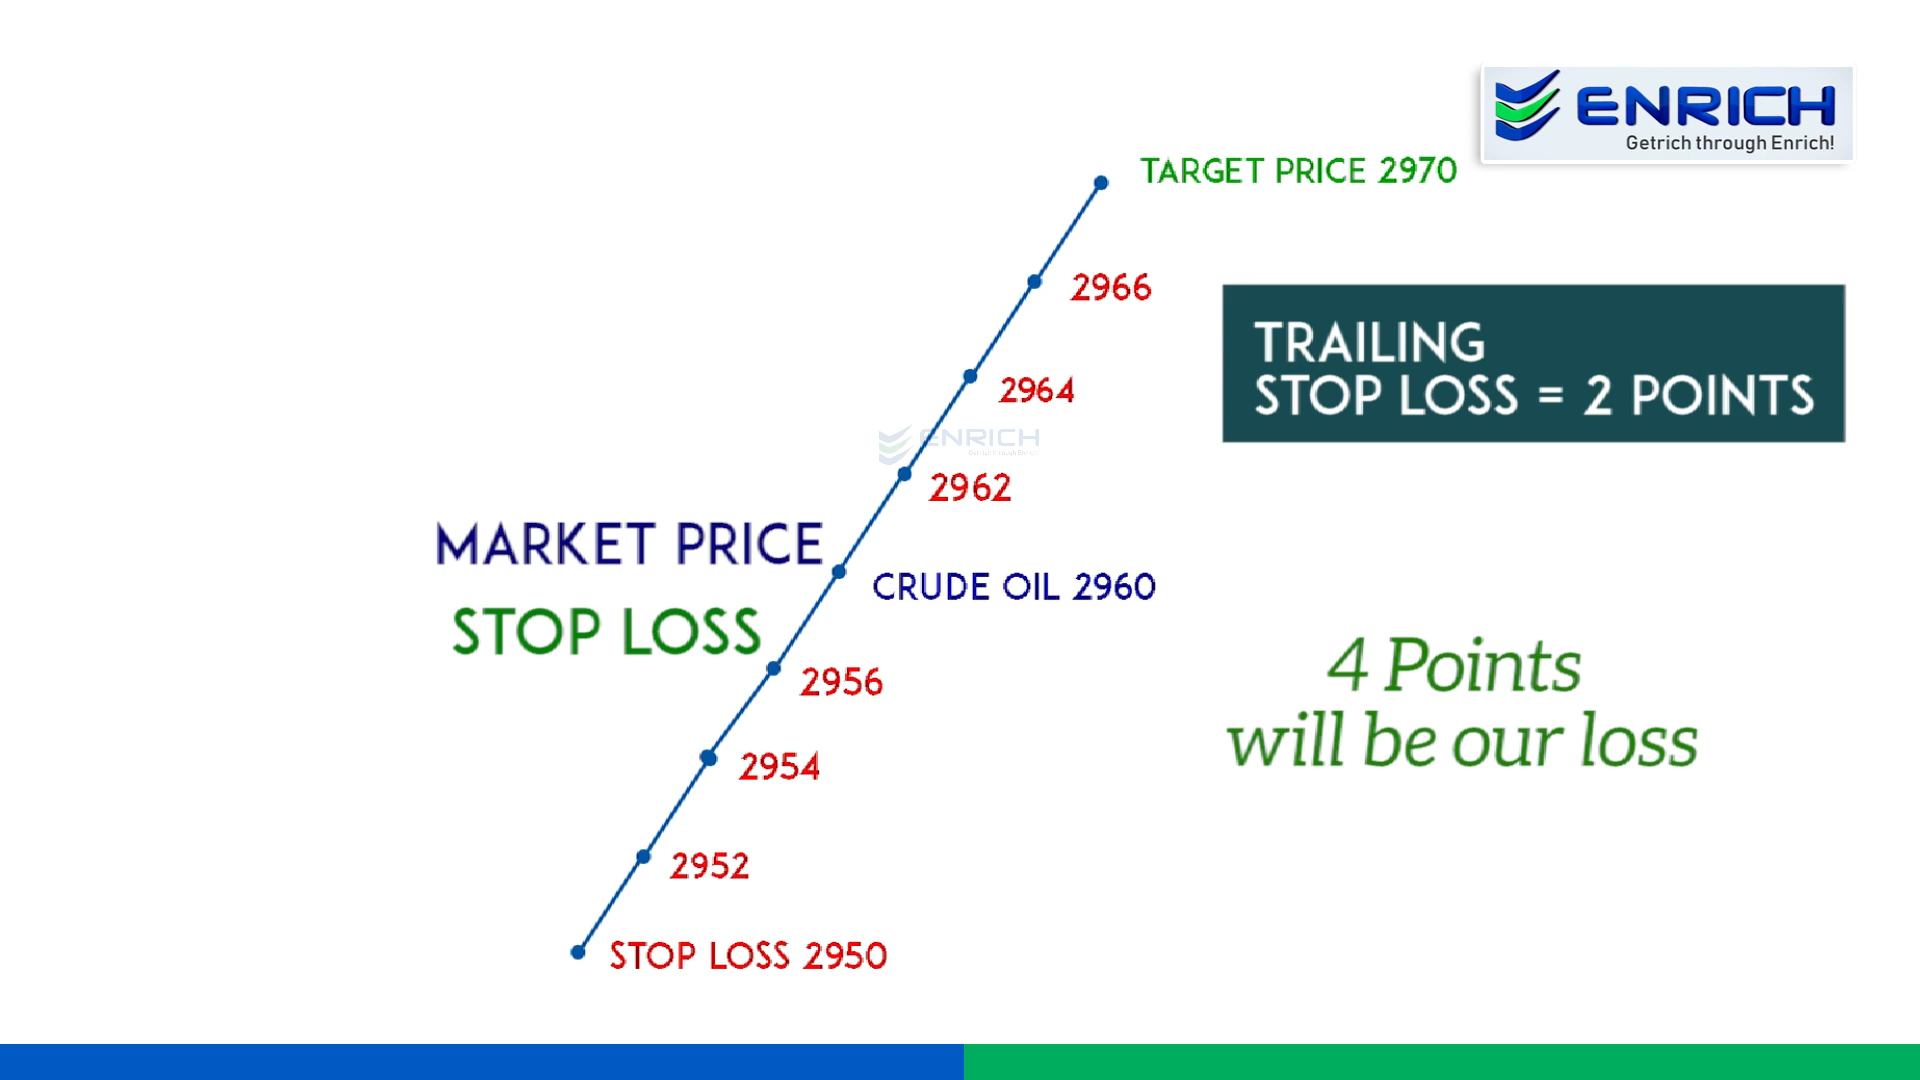 ENRICH
Getrich through Enrich!
TARGET PRICE 2970
2966
TRAILING
STOP LOSS = 2 POINTS
2964
ENRICH
2962
MARKET PRICE
CRUDE OIL 2960
STOP LOSS
4 Points
will be our loss
2956
2954
2952
STOP LOSS 2950